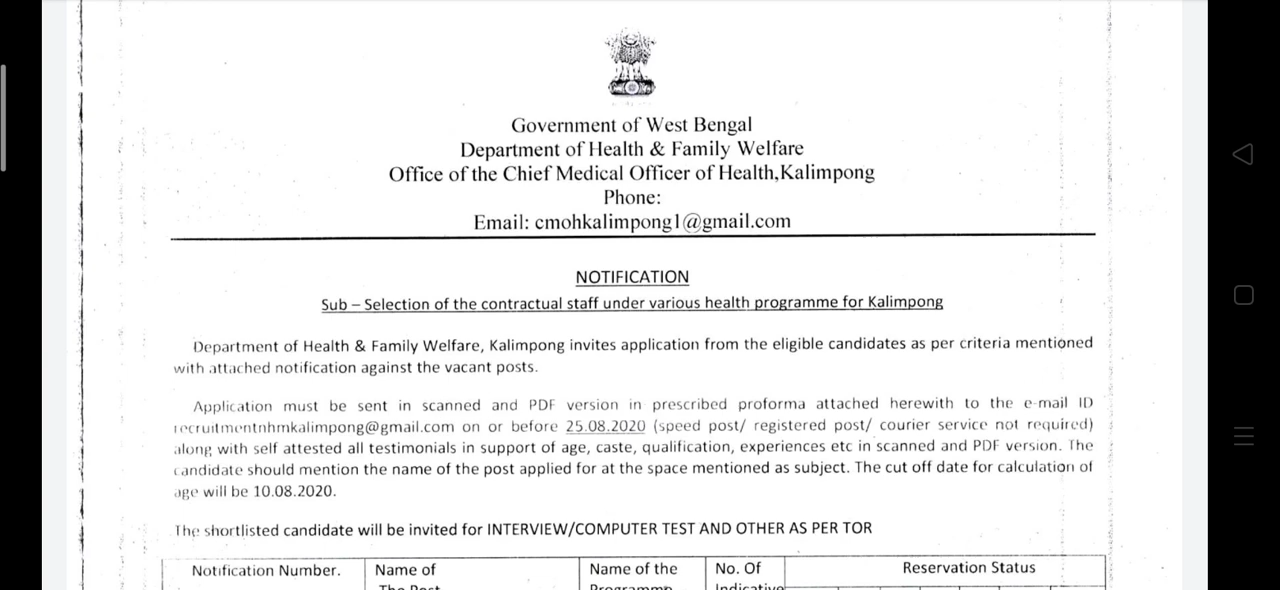 Government of West Bengal
Department of Health & Family Welfare
Office of the Chief Medical Officer of Health,Kalimpong
Phone:
Email: cmohkalimpong1@gmail.com
NOTIFICATION
Sub – Selection of the contractual staff under various health programme for Kalimpong
Department of Health & Family Welfare, Kalimpong invites application from the eligible candidates as per criteria mentioned
with attached notification against the vacant posts.
Application must be sent in scanned and PDF version in prescribed proforma attached herewith to the e-mail ID
recruitmentnhmkalimpong@gmail.com on or before 25.08.2020 (speed post/ registered post/ courier service not required)
along with self attested all testimonials in support of age, caste, qualification, experiences etc in scanned and PDF version. The
candidate should mention the name of the post applied for at the space mentioned as subject. The cut off date for calculation of
age will be 10.08.2020.
The shortlisted candidate will be invited for INTERVIEW/COMPUTER TEST AND OTHER AS PER TOR
Notification Number. Name of Name of the No. Of Reservation Status
The Post Programme Indicative